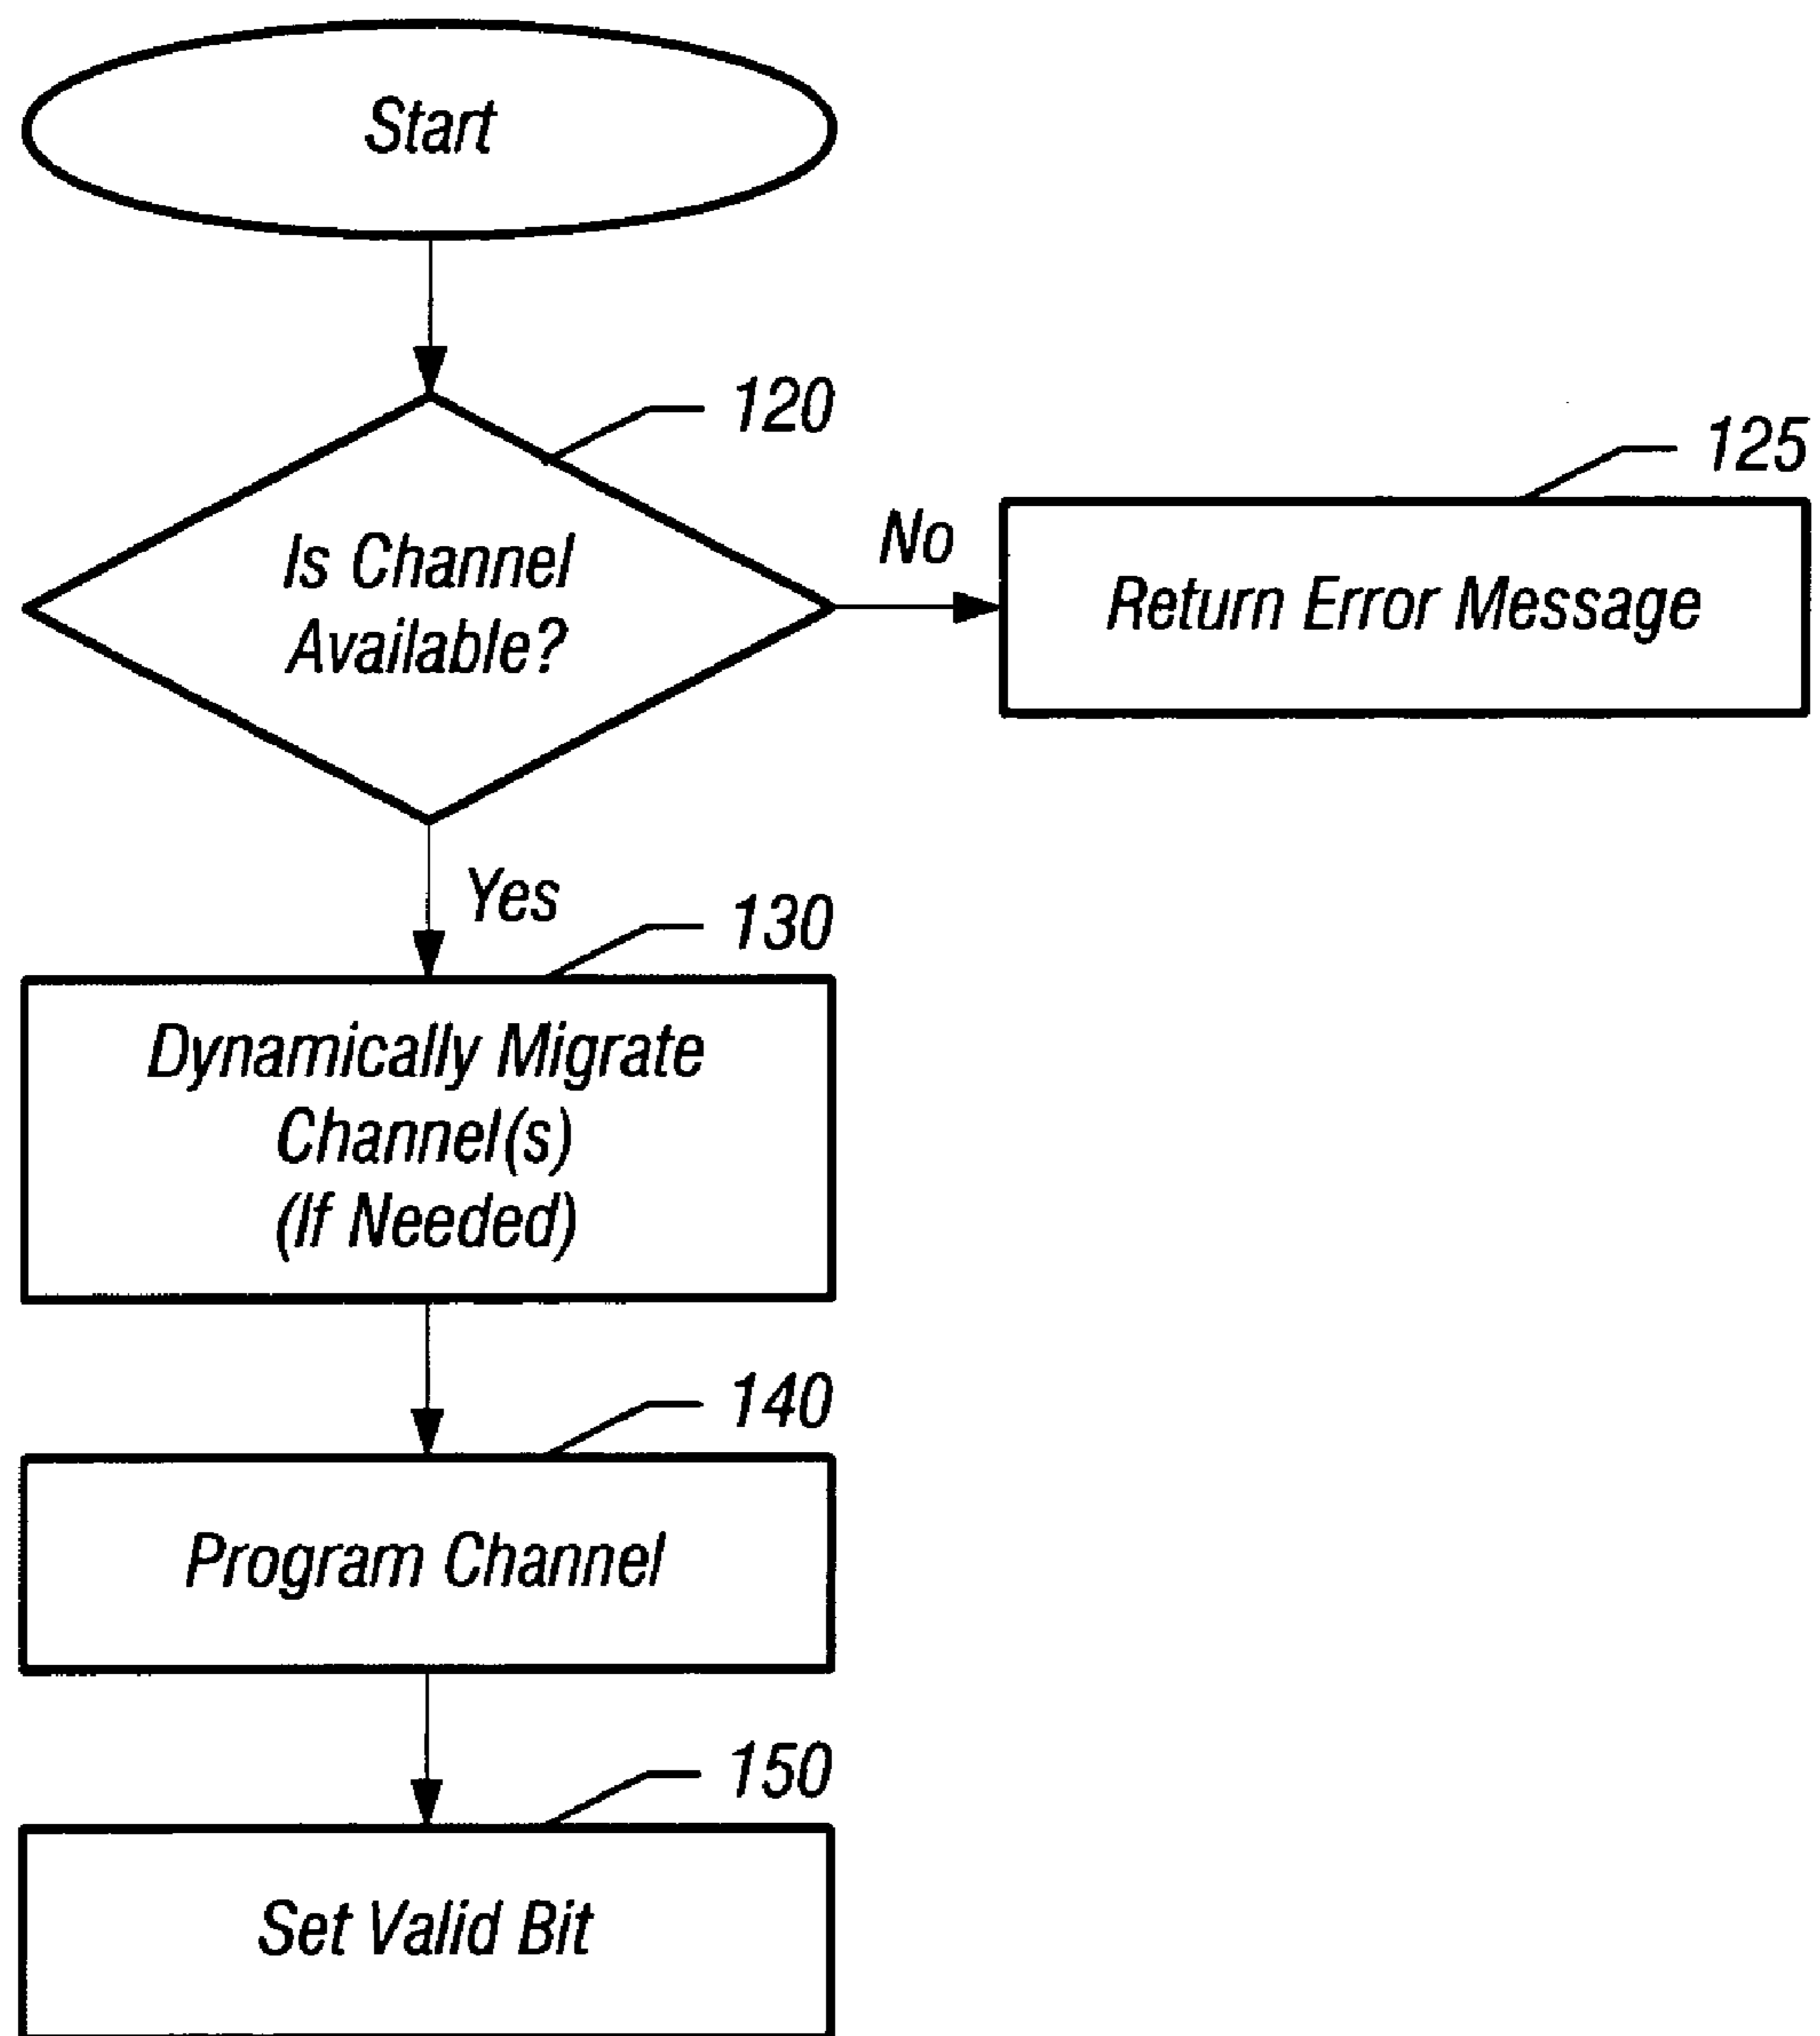 Start
120
125
Is Channel
Available?
No
Return Error Message
Yes
130
Dynamically Migrate
Channel(s)
(If Needed)
140
Program Channel
150
Set Valid Bit